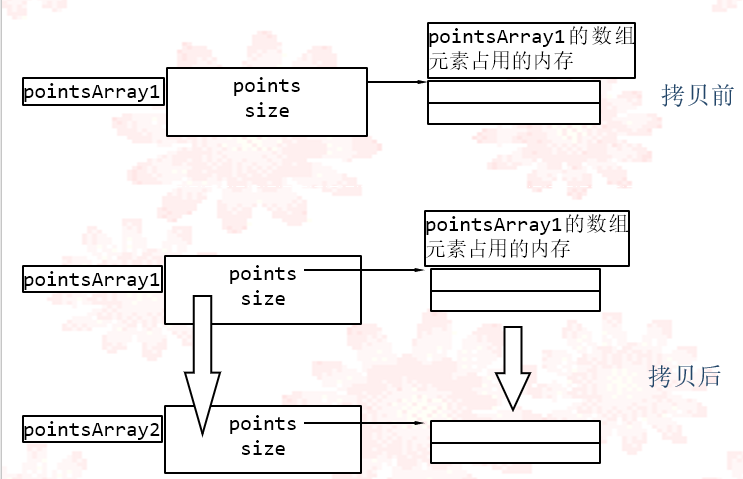 pointsArray1的数组
元素占用的内存
pointsArray1
points
size
拷贝前
pointsArray1的数组
元素占用的内存
pointsArray1
points
size
拷贝后
pointsArray2
points
size